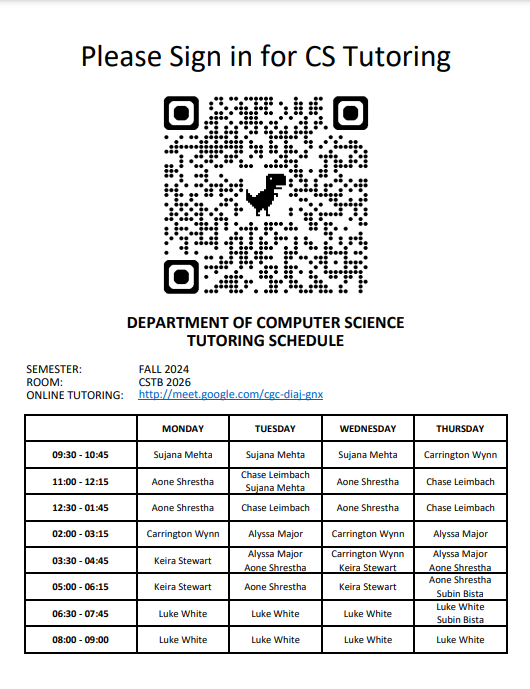 Please Sign in for CS Tutoring
DEPARTMENT OF COMPUTER SCIENCE
TUTORING SCHEDULE
SEMESTER: FALL 2024
ROOM: CSTB 2026
ONLINE TUTORING: http://meet.google.com/cgc-diaj-gnx
MONDAY TUESDAY WEDNESDAY THURSDAY
09:30 - 10:45 Sujana Mehta Sujana Mehta Sujana Mehta Carrington Wynn
11:00 - 12:15 Aone Shrestha Chase Leimbach Sujana Mehta Aone Shrestha Chase Leimbach
12:30 - 01:45 Aone Shrestha Chase Leimbach Aone Shrestha Chase Leimbach
02:00 - 03:15 Carrington Wynn Alyssa Major Carrington Wynn Alyssa Major
03:30 - 04:45 Keira Stewart Alyssa Major Aone Shrestha Carrington Wynn Keira Stewart Alyssa Major Aone Shrestha
05:00 - 06:15 Keira Stewart Aone Shrestha Keira Stewart Aone Shrestha Subin Bista
06:30 - 07:45 Luke White Luke White Luke White Luke White Subin Bista
08:00 - 09:00 Luke White Luke White Luke White Luke White